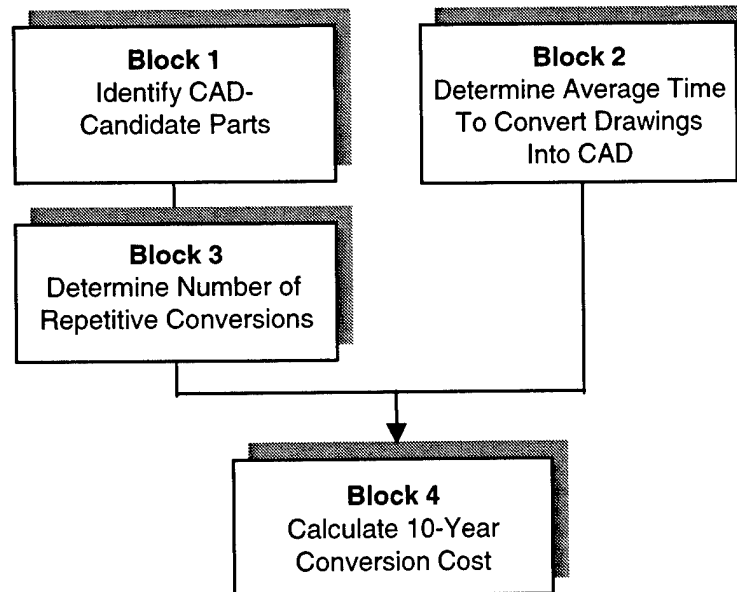 Block 1
Identify CAD-
Candidate Parts
Block 2
Determine Average Time
To Convert Drawings
Into CAD
Block 3
Determine Number of
Repetitive Conversions
Block 4
Calculate 10-Year
Conversion Cost